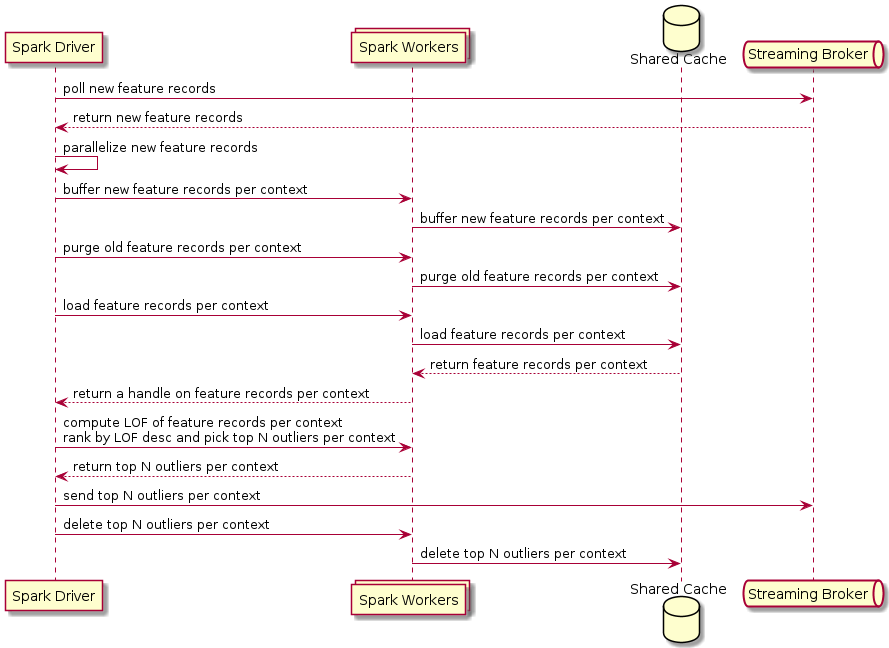 Spark Driver
Spark Workers
Shared Cache
Streaming Broker
poll new feature records
return new feature records
parallelize new feature records
buffer new feature records per context
buffer new feature records per context
purge old feature records per context
purge old feature records per context
load feature records per context
load feature records per context
return feature records per context
return a handle on feature records per context
compute LOF of feature records per context
rank by LOF desc and pick top N outliers per context
return top N outliers per context
send top N outliers per context
delete top N outliers per context
delete top N outliers per context
Spark Driver
Spark Workers
Shared Cache
Streaming Broker